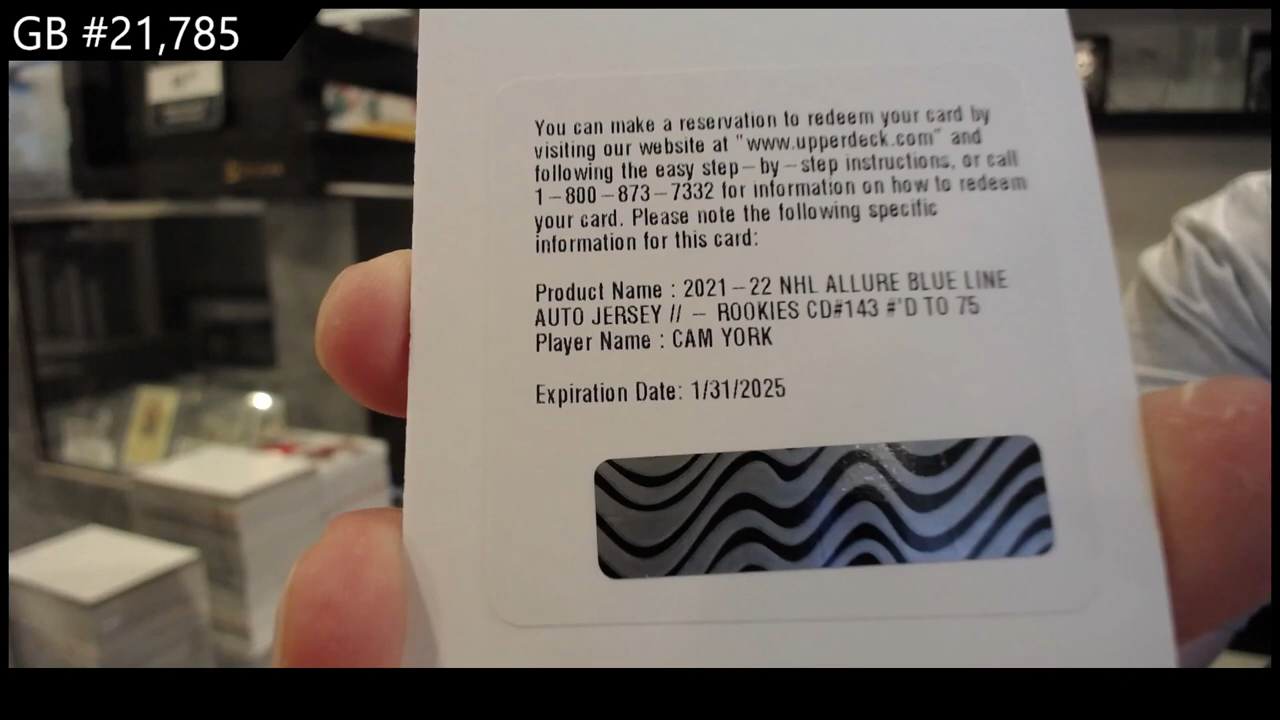 GB #21,785
You can make a reservation to redeem your card by
visiting our website at "www.upperdeck.com" and
following the easy step–by–step instructions, or call
1–800–873–7332 for information on how to redeem
your card. Please note the following specific
information for this card:
Product Name : 2021–22 NHL ALLURE BLUE LINE
AUTO JERSEY // – ROOKIES CD#143 #'D TO 75
Player Name : CAM YORK
Expiration Date: 1/31/2025